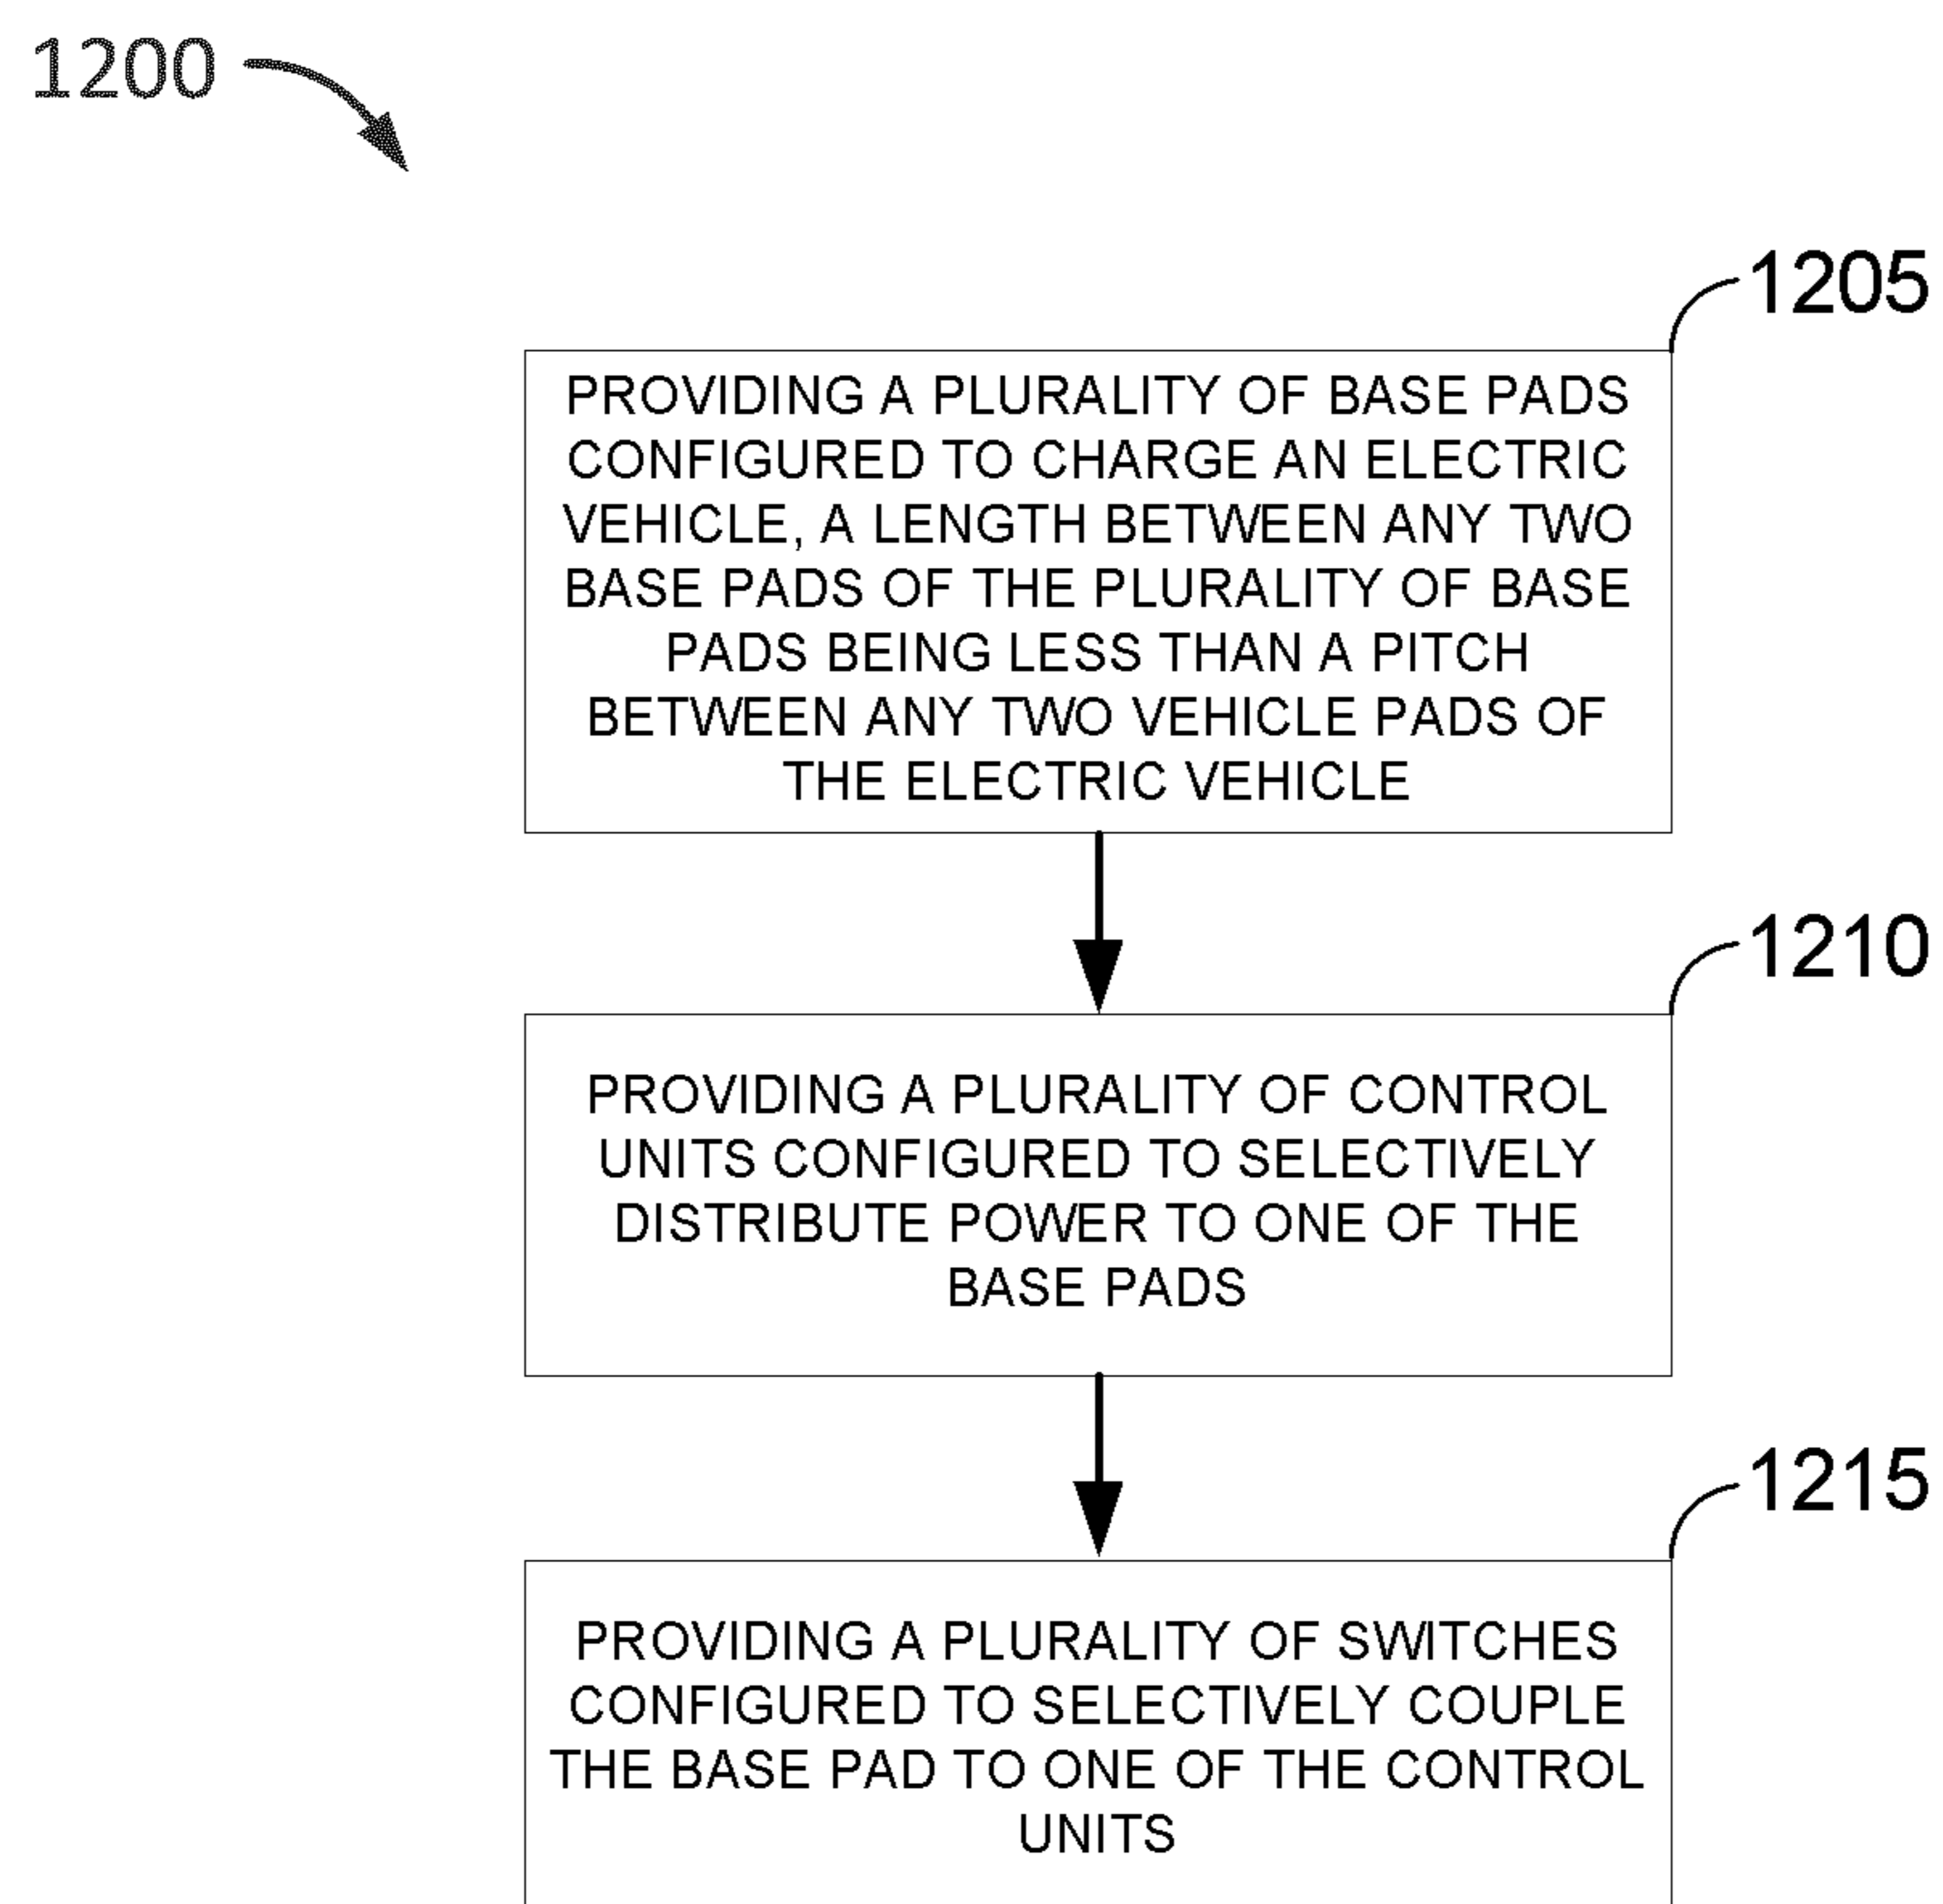 1200
1205
PROVIDING A PLURALITY OF BASE PADS
CONFIGURED TO CHARGE AN ELECTRIC
VEHICLE, A LENGTH BETWEEN ANY TWO
BASE PADS OF THE PLURALITY OF BASE
PADS BEING LESS THAN A PITCH
BETWEEN ANY TWO VEHICLE PADS OF
THE ELECTRIC VEHICLE
1210
PROVIDING A PLURALITY OF CONTROL
UNITS CONFIGURED TO SELECTIVELY
DISTRIBUTE POWER TO ONE OF THE
BASE PADS
1215
PROVIDING A PLURALITY OF SWITCHES
CONFIGURED TO SELECTIVELY COUPLE
THE BASE PAD TO ONE OF THE CONTROL
UNITS